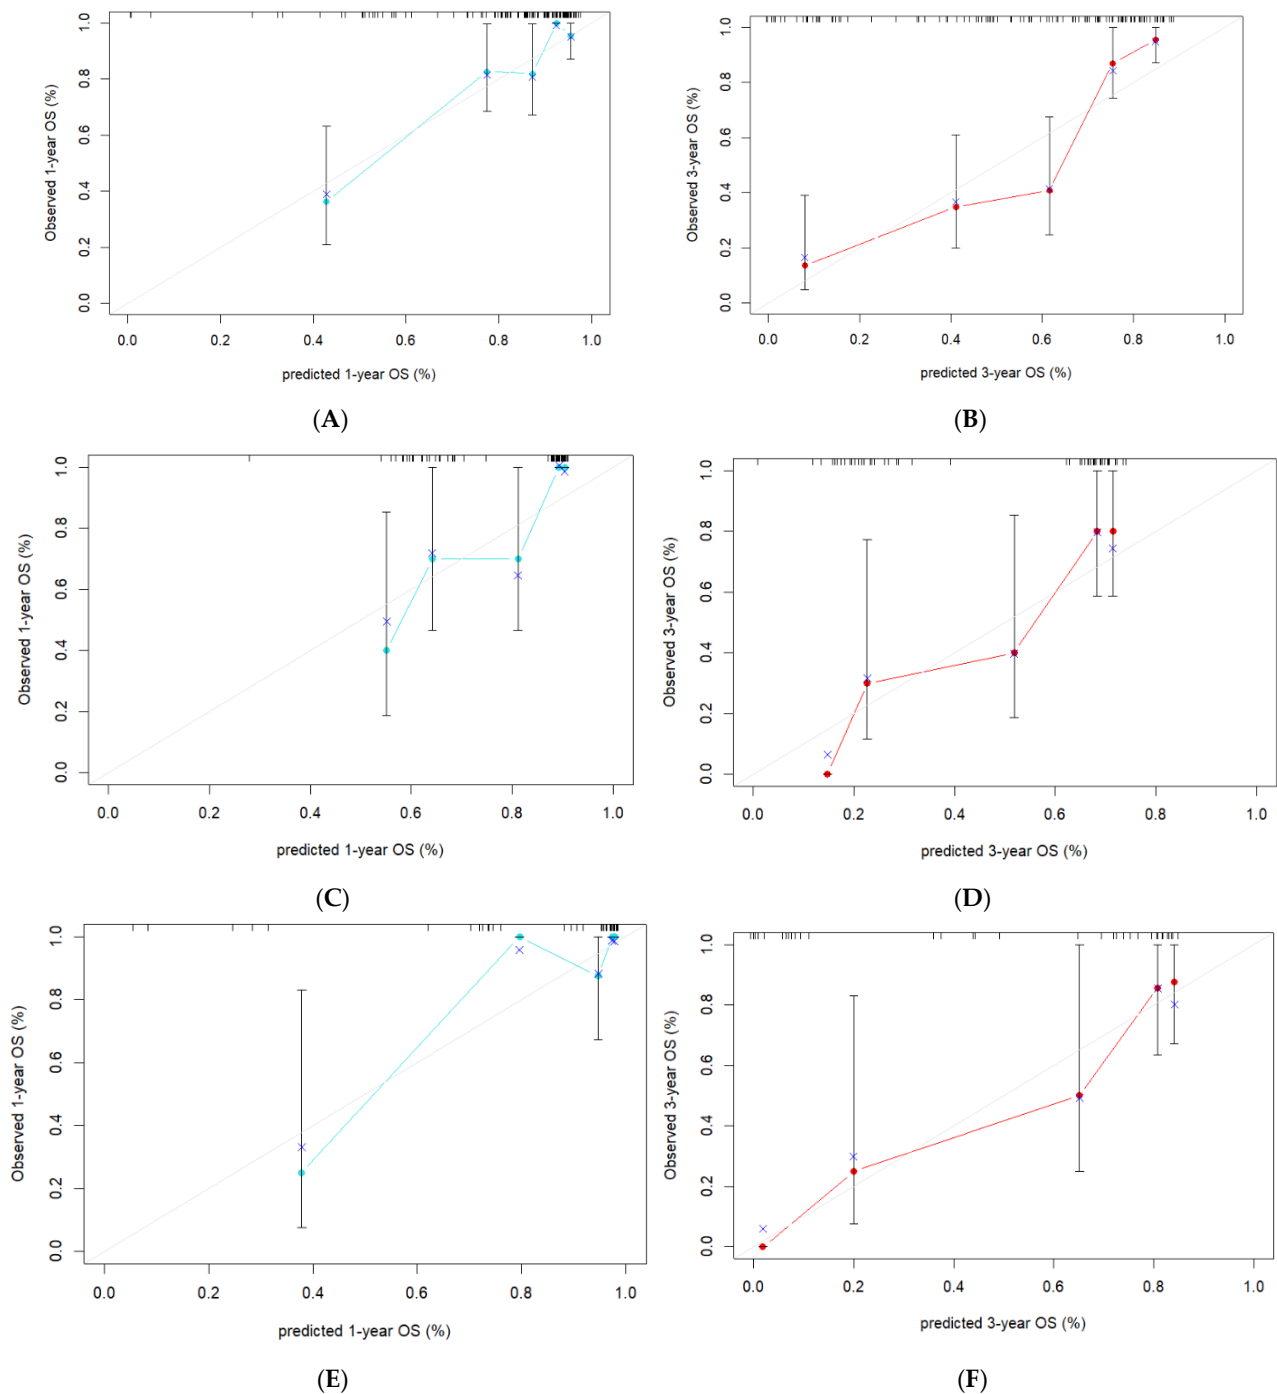 Observed 1-year OS (%)
0.0 0.2 0.4 0.6 0.8 1.0
0.0 0.2 0.4 0.6 0.8 1.0
predicted 1-year OS (%)
(A)
Observed 3-year OS (%)
0.0 0.2 0.4 0.6 0.8 1.0
0.0 0.2 0.4 0.6 0.8 1.0
predicted 3-year OS (%)
(B)
Observed 1-year OS (%)
0.0 0.2 0.4 0.6 0.8 1.0
0.0 0.2 0.4 0.6 0.8 1.0
predicted 1-year OS (%)
(C)
Observed 3-year OS (%)
0.0 0.2 0.4 0.6 0.8 1.0
0.0 0.2 0.4 0.6 0.8 1.0
predicted 3-year OS (%)
(D)
Observed 1-year OS (%)
0.0 0.2 0.4 0.6 0.8 1.0
0.0 0.2 0.4 0.6 0.8 1.0
predicted 1-year OS (%)
(E)
Observed 3-year OS (%)
0.0 0.2 0.4 0.6 0.8 1.0
0.0 0.2 0.4 0.6 0.8 1.0
predicted 3-year OS (%)
(F)